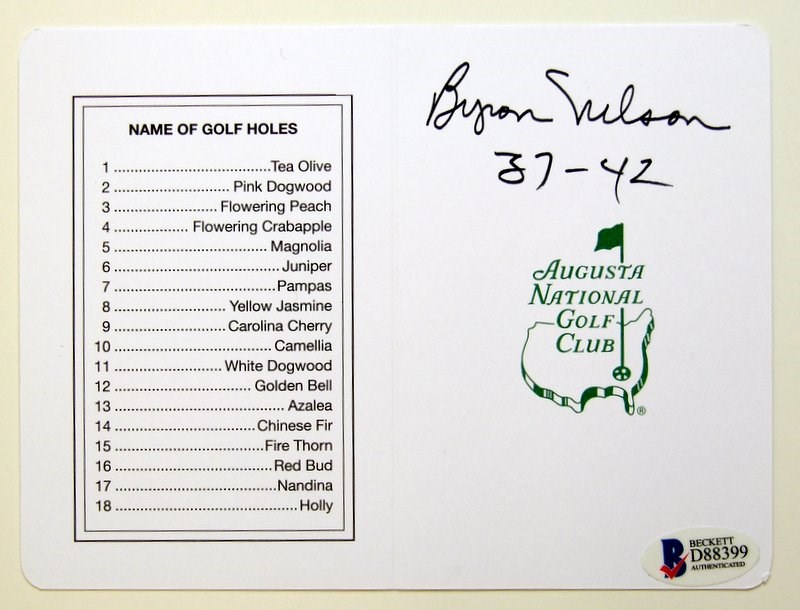 NAME OF GOLF HOLES
1 Tea Olive
2 Pink Dogwood
3 Flowering Peach
4 Flowering Crabapple
5 Magnolia
6 Juniper
7 Pampas
8 Yellow Jasmine
9 Carolina Cherry
10 Camellia
11 White Dogwood
12 Golden Bell
13 Azalea
14 Chinese Fir
15 Fire Thorn
16 Red Bud
17 Nandina
18 Holly
Byron Nelson
37-42
AUGUSTA
NATIONAL
GOLF
CLUB
®
B
BECKETT
D88399
AUTHENTICATED